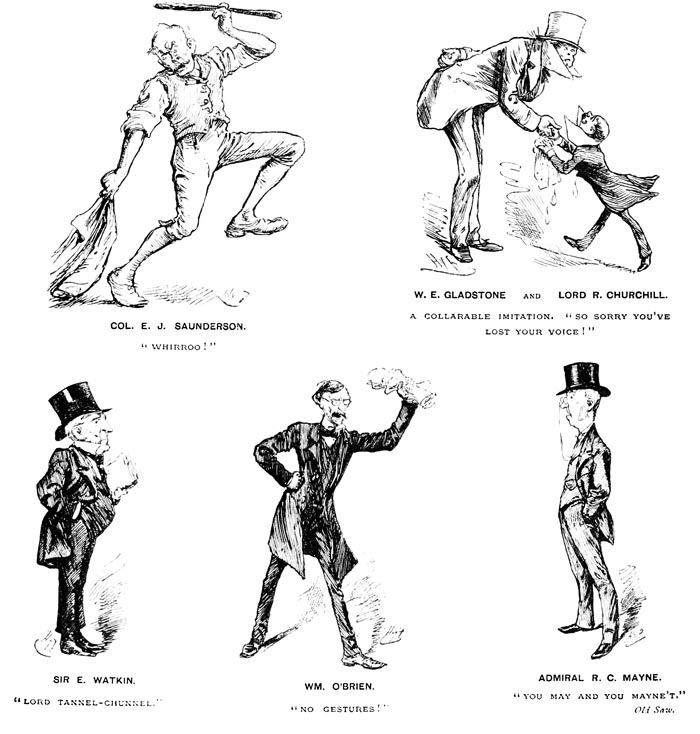 COL. E. J. SAUNDERSON.
"WHIRROO!"
W. E. GLADSTONE AND LORD R. CHURCHILL.
A COLLARABLE IMITATION. "SO SORRY YOU'VE
LOST YOUR VOICE!"
SIR E. WATKIN.
"LORD TANNEL-CHUNNEL."
WM. O'BRIEN.
"NO GESTURES!"
ADMIRAL R. C. MAYNE.
"YOU MAY AND YOU MAYNE'T."
Old Saw.